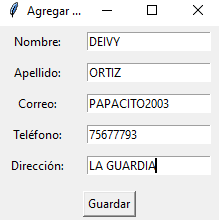 Agregar ...
Nombre: DEIVY
Apellido: ORTIZ
Correo: PAPACITO2003
Teléfono: 75677793
Dirección: LA GUARDIA
Guardar